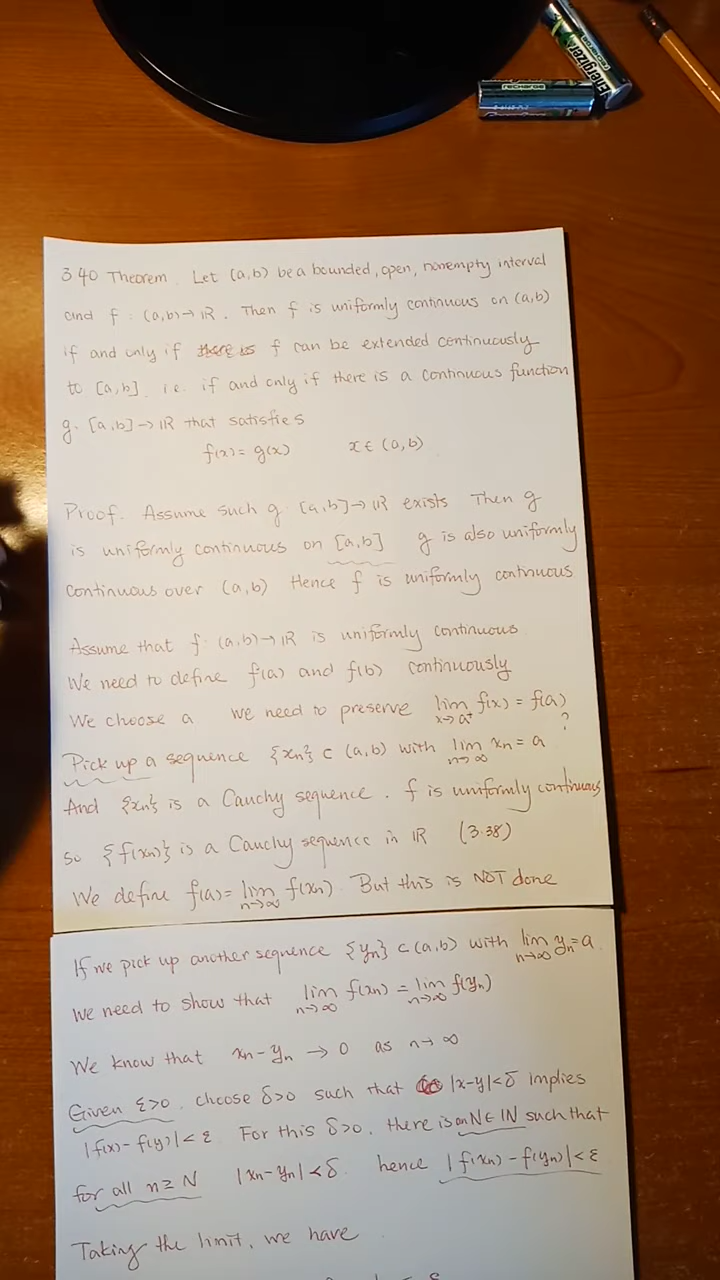 Energizer
recharge
recharge
3.40 Theorem. Let (a,b) be a bounded, open, nonempty interval
and f : (a,b) → ℝ. Then f is uniformly continuous on (a,b)
if and only if f can be extended continuously
to [a,b], i.e. if and only if there is a continuous function
g : [a,b] → ℝ that satisfies
f(x) = g(x) x ∈ (a,b)
Proof. Assume such g : [a,b] → ℝ exists Then g
is uniformly continuous on [a,b] g is also uniformly
continuous over (a,b) Hence f is uniformly continuous
Assume that f : (a,b) → ℝ is uniformly continuous
We need to define f(a) and f(b) continuously
We choose a we need to preserve lim x→a⁺ f(x) = f(a)
?
Pick up a sequence {xn} ⊂ (a,b) with lim n→∞ xn = a
And {xn} is a Cauchy sequence. f is uniformly continuous
so {f(xn)} is a Cauchy sequence in ℝ (3.38)
We define f(a) = lim n→∞ f(xn). But this is NOT done
If we pick up another sequence {yn} ⊂ (a,b) with lim n→∞ yn = a
We need to show that lim n→∞ f(xn) = lim n→∞ f(yn)
We know that xn - yn → 0 as n → ∞
Given ε>0, choose δ>0 such that |x-y|<δ implies
|f(x) - f(y)| < ε. For this δ>0, there is an N ∈ ℕ such that
for all n ≥ N |xn - yn| < δ. hence |f(xn) - f(yn)| < ε
Taking the limit, we have